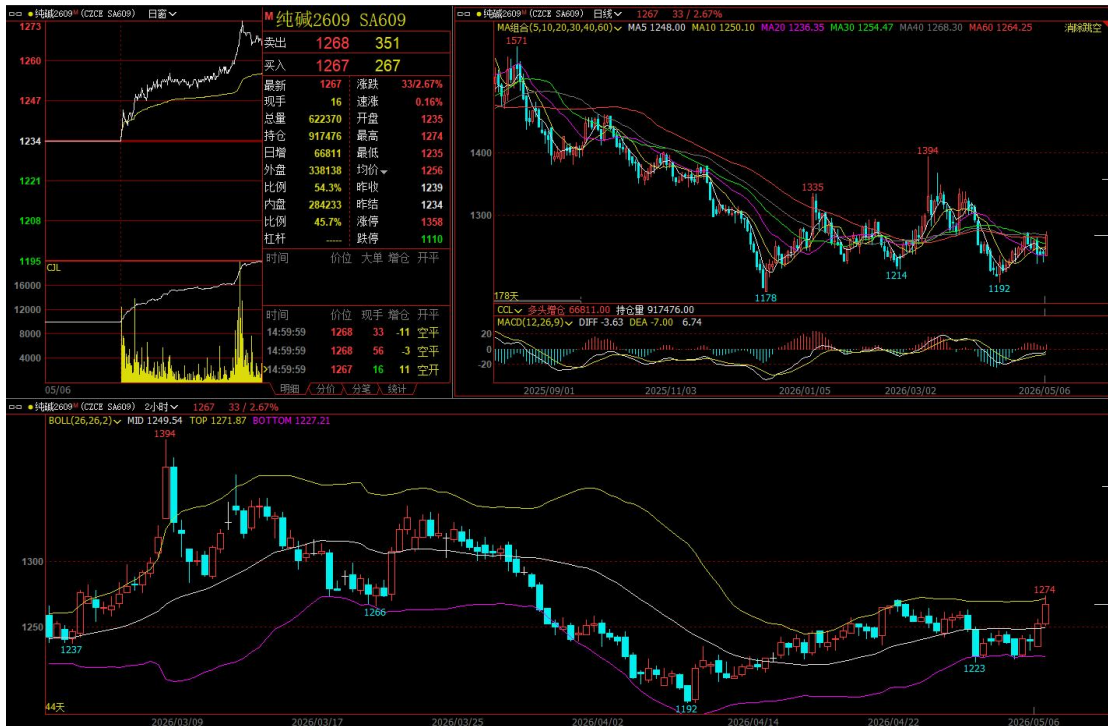 纯碱2609ᴹ (CZCE SA609) 日窗
1273
1260
1247
1234
1221
1208
1195
CJL
16000
12000
8000
4000
05/06
M 纯碱2609 SA609
卖出 1268 351
买入 1267 267
最新 1267 涨跌 33/2.67%
现手 16 速涨 0.16%
总量 622370 开盘 1235
持仓 917476 最高 1274
日增 66811 最低 1235
外盘 338138 均价 1256
比例 54.3% 昨收 1239
内盘 284233 昨结 1234
比例 45.7% 涨停 1358
杠杆 ----- 跌停 1110
时间 价位 大单 增仓 开平
时间 价位 现手 增仓 开平
14:59:59 1268 33 -11 空平
14:59:59 1268 56 -3 空平
14:59:59 1267 16 11 空开
明细 分价 分笔 统计
纯碱2609ᴹ (CZCE SA609) 日线 1267 33 / 2.67%
MA组合(5,10,20,30,40,60) MA5 1248.00 MA10 1250.10 MA20 1236.35 MA30 1254.47 MA40 1268.30 MA60 1264.25 消除跳空
1571
1400
1394
1335
1300
1214
1192
1178
178天
CCL 多头增仓 66811.00 持仓量 917476.00
MACD(12,26,9) DIFF -3.63 DEA -7.00 6.74
20
0
-20
2025/09/01 2025/11/03 2026/01/05 2026/03/02 2026/05/06
纯碱2609ᴹ (CZCE SA609) 2小时 1267 33 / 2.67%
BOLL(26,26,2) MID 1249.54 TOP 1271.87 BOTTOM 1227.21
1394
1300
1274
1266
1250
1237
1223
1192
44天
2026/03/09 2026/03/17 2026/03/25 2026/04/02 2026/04/14 2026/04/22 2026/05/06